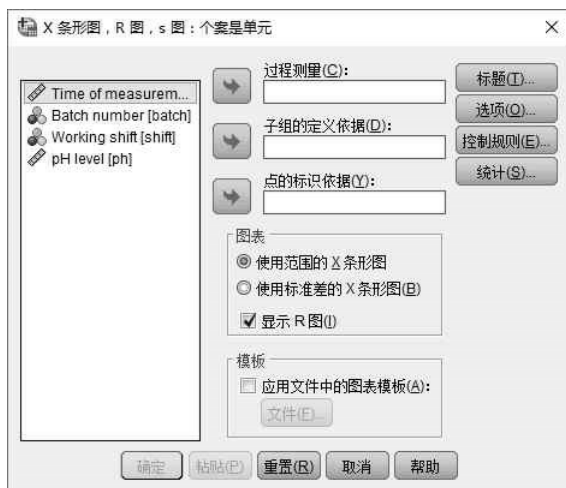 X 条形图，R 图，s 图：个案是单元
Time of measurem...
Batch number [batch]
Working shift [shift]
pH level [ph]
过程测量(C)：
子组的定义依据(D)：
点的标识依据(Y)：
图表
使用范围的 X 条形图
使用标准差的 X 条形图(B)
显示 R 图(I)
模板
应用文件中的图表模板(A)：
文件(F)...
标题(T)...
选项(O)...
控制规则(E)...
统计(S)...
确定 粘贴(P) 重置(R) 取消 帮助